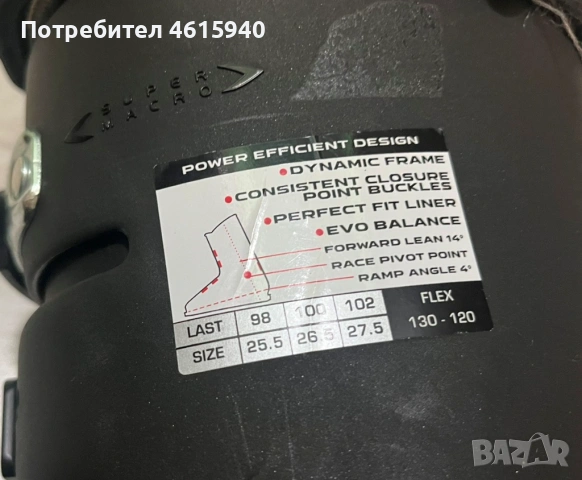 Потребител 4615940
SUPER
MACRO
POWER EFFICIENT DESIGN
• DYNAMIC FRAME
• CONSISTENT CLOSURE
POINT BUCKLES
• PERFECT FIT LINER
• EVO BALANCE
FORWARD LEAN 14°
RACE PIVOT POINT
RAMP ANGLE 4°
LAST 98 100 102
SIZE 25.5 26.5 27.5
FLEX
130 - 120
BAZAR